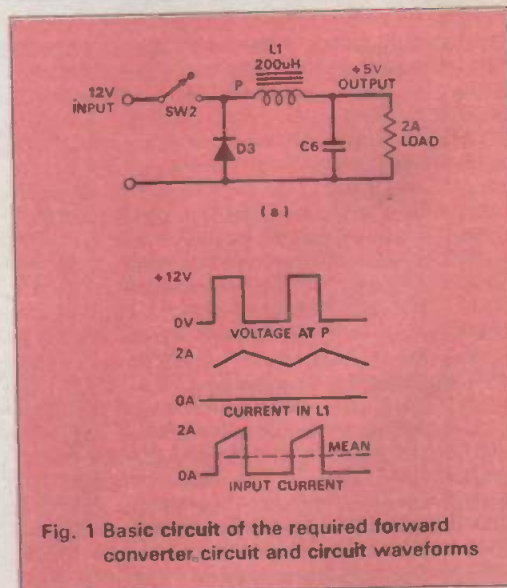 L1
200uH
12V
INPUT
SW2
P
+5V
OUTPUT
D3
C6
2A
LOAD
(a)
+12V
0V
VOLTAGE AT P
2A
0A
CURRENT IN L1
2A
MEAN
0A
INPUT CURRENT
Fig. 1 Basic circuit of the required forward
converter circuit and circuit waveforms